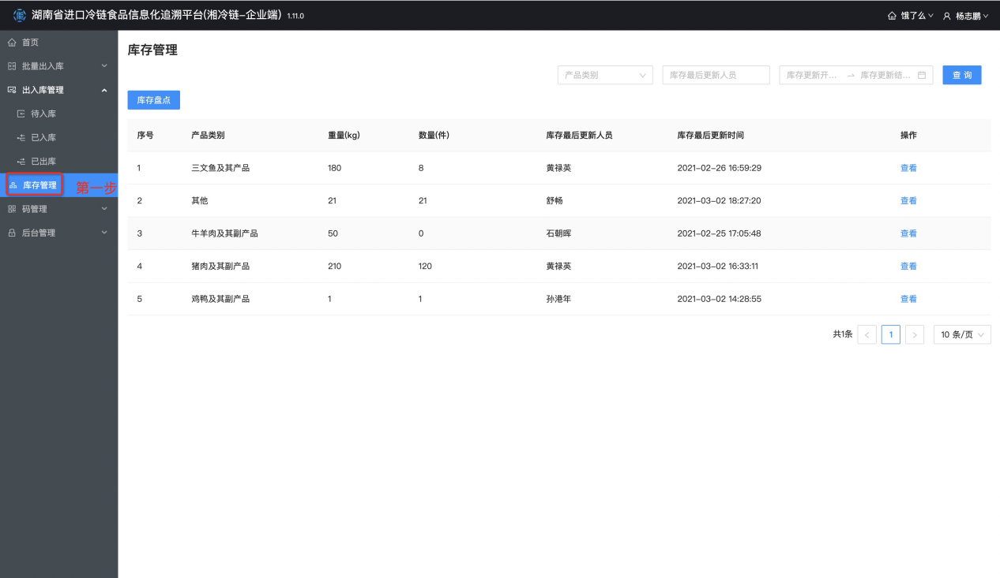 湖南省进口冷链食品信息化追溯平台(湘冷链-企业端) 1.11.0
饿了么
杨志鹏
首页
批量出入库
出入库管理
待入库
已入库
已出库
库存管理 第一步
码管理
后台管理
库存管理
产品类别 库存最后更新人员 库存更新开... → 库存更新结... 查 询
库存盘点
序号 产品类别 重量(kg) 数量(件) 库存最后更新人员 库存最后更新时间 操作
1 三文鱼及其产品 180 8 黄禄英 2021-02-26 16:59:29 查看
2 其他 21 21 舒畅 2021-03-02 18:27:20 查看
3 牛羊肉及其副产品 50 0 石朝晖 2021-02-25 17:05:48 查看
4 猪肉及其副产品 210 120 黄禄英 2021-03-02 16:33:11 查看
5 鸡鸭及其副产品 1 1 孙港年 2021-03-02 14:28:55 查看
共1条 < 1 > 10 条/页